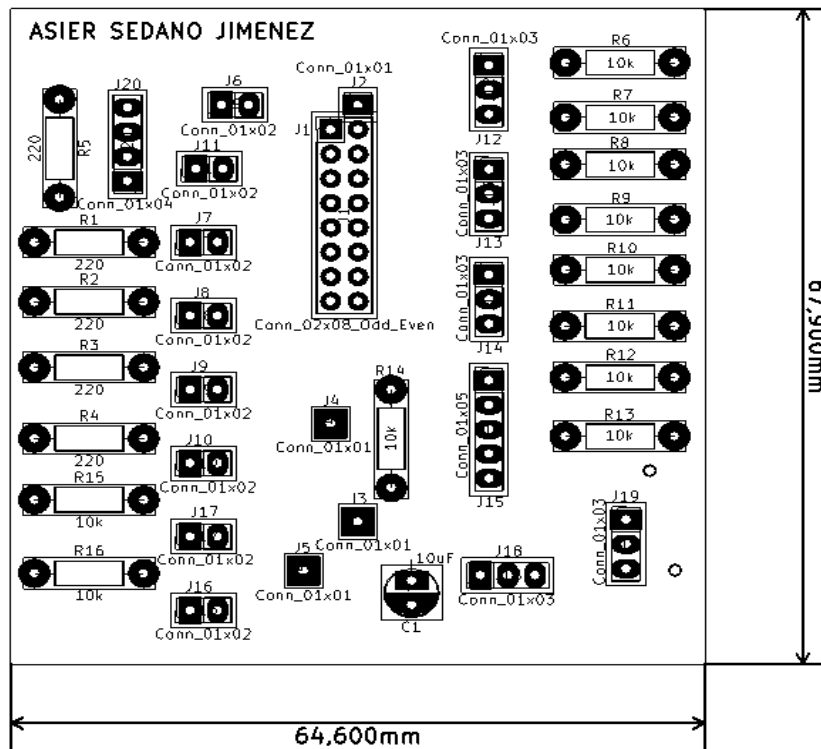 ASIER SEDANO JIMENEZ
Conn_01x03
R6
10k
J20
J6
Conn_01x01
J2
R7
10k
220
R5
Conn_01x02
J1
J12
R8
10k
J11
Conn_01x04
Conn_01x02
Conn_01x03
J13
R9
10k
R1
220
J7
Conn_01x02
J1
R10
10k
R2
220
J8
Conn_01x02
Conn_02x08_Odd_Even
Conn_01x03
J14
R11
10k
R3
220
J9
Conn_01x02
R14
10k
R12
10k
R4
220
J10
Conn_01x02
J4
Conn_01x01
Conn_01x05
J15
R13
10k
R15
10k
J17
Conn_01x02
J3
Conn_01x01
Conn_01x03
J19
R16
10k
J16
Conn_01x02
J5
Conn_01x01
10uF
C1
J18
Conn_01x03
64,600mm